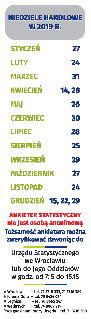 NIEDZIELE HANDLOWE
W 2019 R.
STYCZEŃ 27
LUTY 24
MARZEC 31
KWIECIEŃ 14, 28
MAJ 26
CZERWIEC 30
LIPIEC 28
SIERPIEŃ 25
WRZESIEŃ 29
PAŹDZIERNIK 27
LISTOPAD 24
GRUDZIEŃ 15, 22, 29
ANKIETER STATYSTYCZNY
nie jest osobą anonimową
Tożsamość ankietera można
zweryfikować dzwoniąc do
Urzędu Statystycznego
we Wrocławiu
lub do jego Oddziałów
w godz. od 7:15 do 15:15